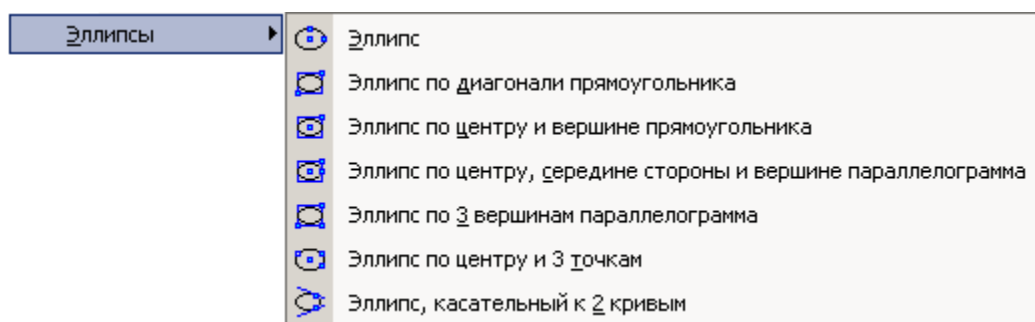 Эллипсы
Эллипс
Эллипс по диагонали прямоугольника
Эллипс по центру и вершине прямоугольника
Эллипс по центру, середине стороны и вершине параллелограмма
Эллипс по 3 вершинам параллелограмма
Эллипс по центру и 3 точкам
Эллипс, касательный к 2 кривым